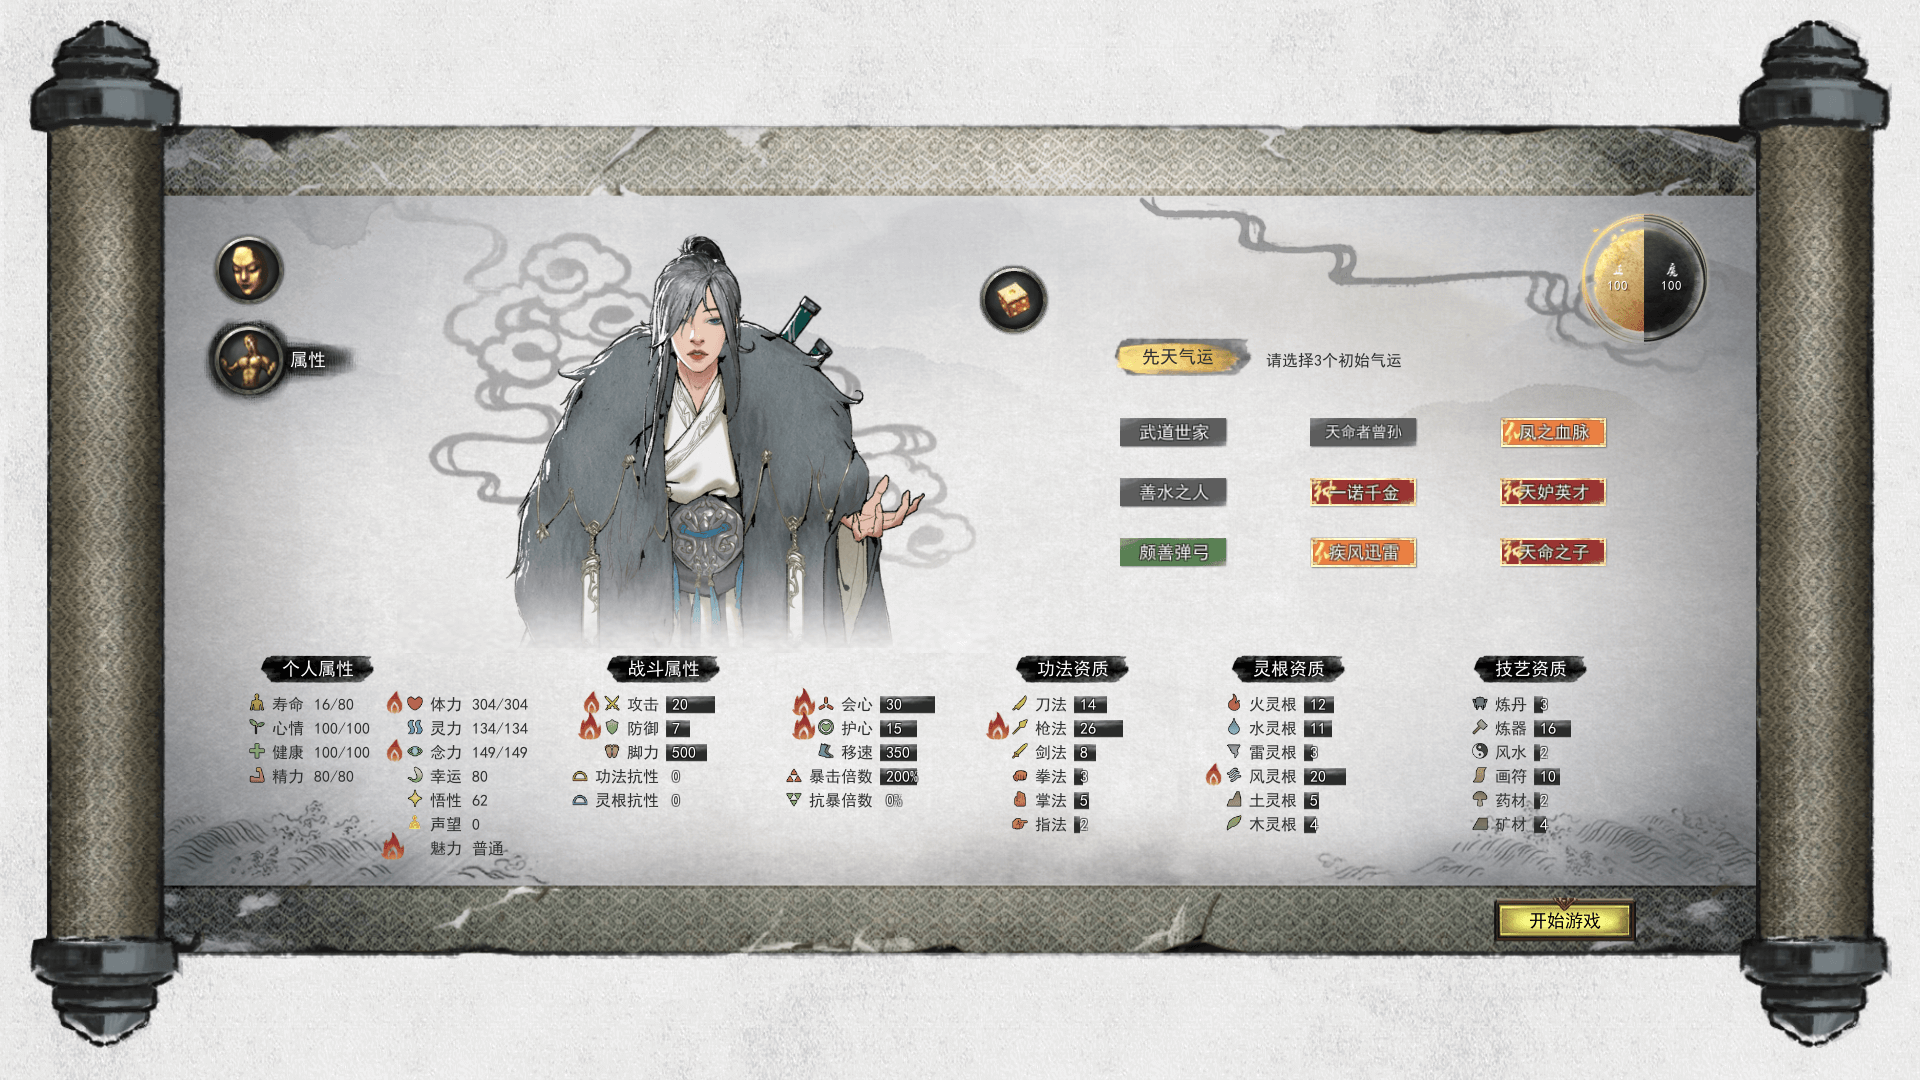 正 魔
100 100
属性
先天气运 请选择3个初始气运
武道世家 天命者曾孙 仙凤之血脉
善水之人 神一诺千金 神天妒英才
颇善弹弓 仙疾风迅雷 神天命之子
个人属性 战斗属性 功法资质 灵根资质 技艺资质
寿命 16/80 体力 304/304 攻击 20 会心 30 刀法 14 火灵根 12 炼丹 3
心情 100/100 灵力 134/134 防御 7 护心 15 枪法 26 水灵根 11 炼器 16
健康 100/100 念力 149/149 脚力 500 移速 350 剑法 8 雷灵根 3 风水 2
精力 80/80 幸运 80 功法抗性 0 暴击倍数 200% 拳法 3 风灵根 20 画符 10
悟性 62 灵根抗性 0 抗暴倍数 0% 掌法 5 土灵根 5 药材 2
声望 0 指法 2 木灵根 4 矿材 4
魅力 普通
开始游戏